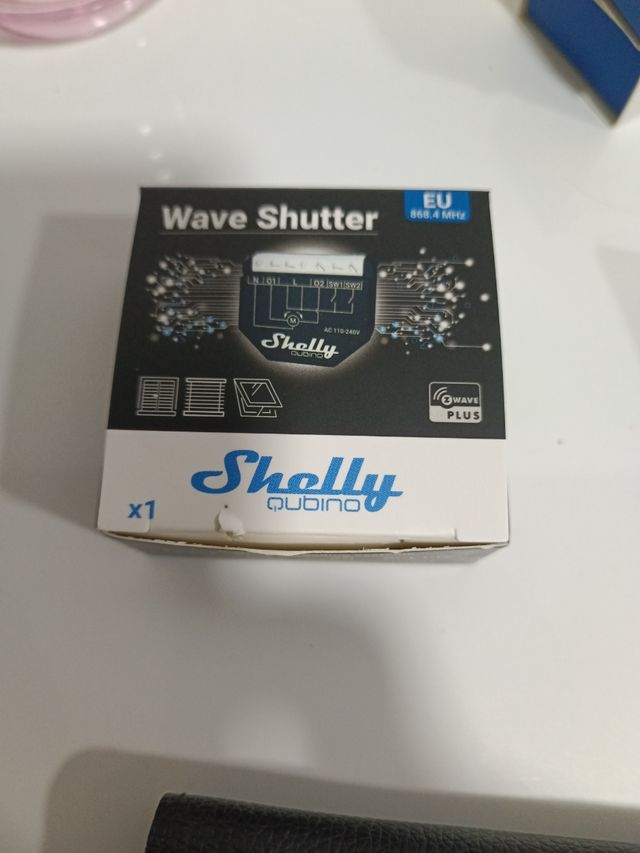 Wave Shutter
EU
868.4 MHz
N O1 L O2 SW1 SW2
M
AC 110-240V
Shelly
QUBINO
Z WAVE
PLUS
Shelly
QUBINO
x1